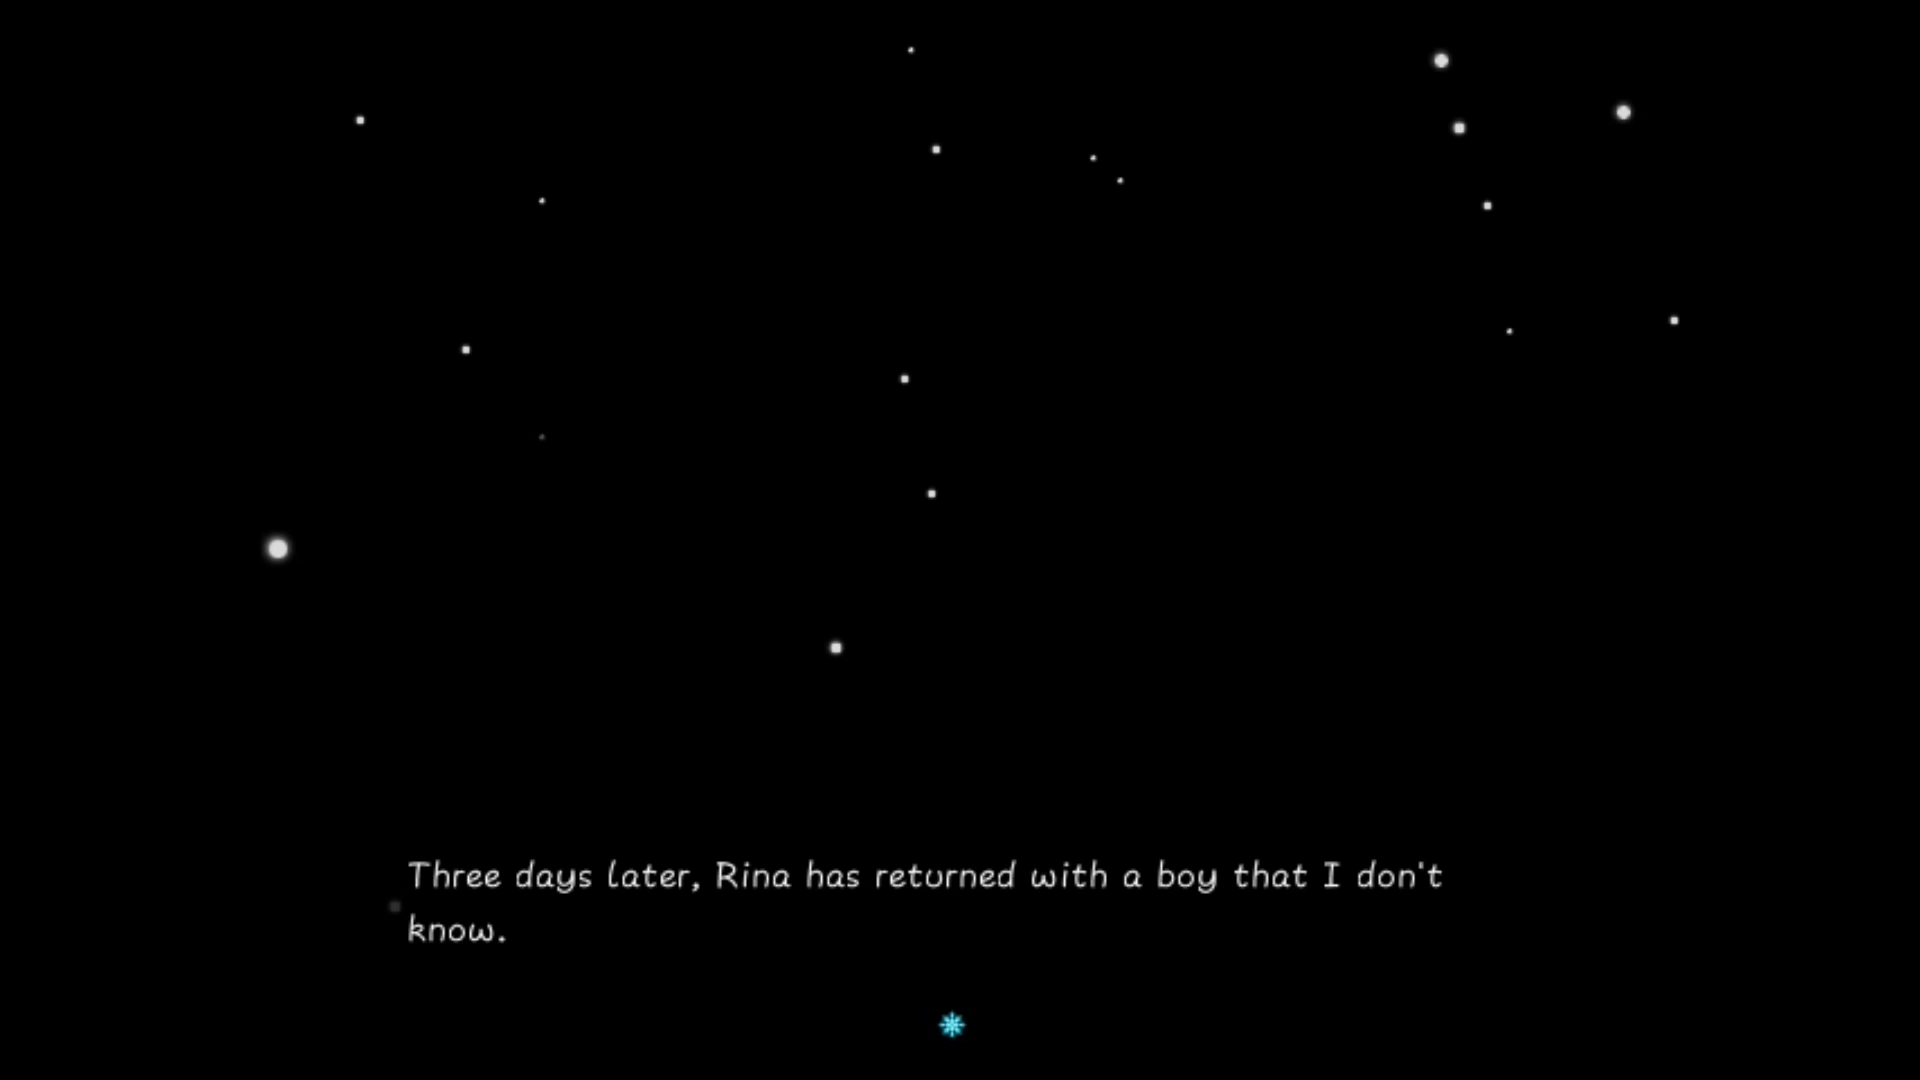 Three days later, Rina has returned with a boy that I don't
know.